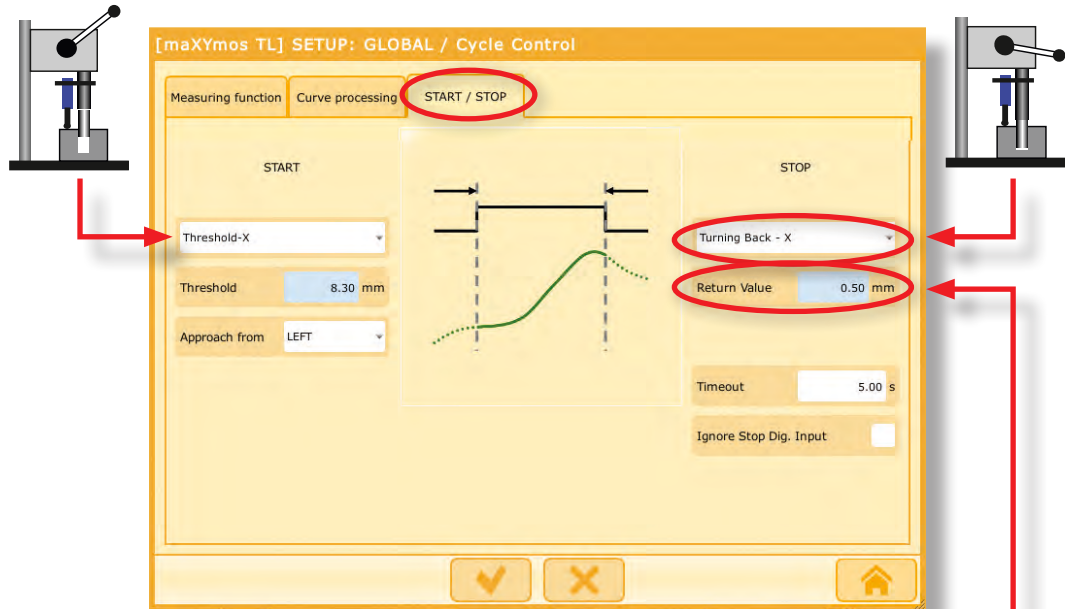 [maXYmos TL] SETUP: GLOBAL / Cycle Control
Measuring function
Curve processing
START / STOP
START
Threshold-X
Threshold 8.30 mm
Approach from LEFT
STOP
Turning Back - X
Return Value 0.50 mm
Timeout 5.00 s
Ignore Stop Dig. Input